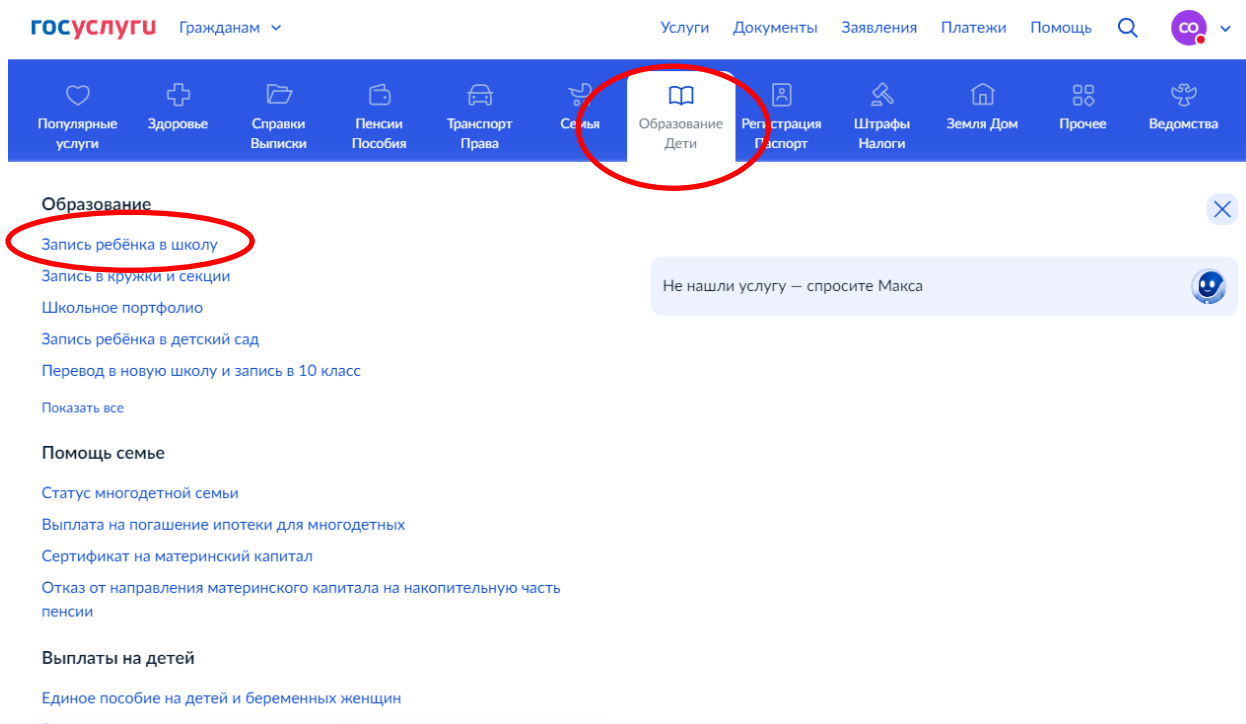 госуслуги Гражданам Услуги Документы Заявления Платежи Помощь СО
Популярные Здоровье Справки Пенсии Транспорт Семья Образование Регистрация Штрафы Земля Дом Прочее Ведомства
услуги Выписки Пособия Права Дети Паспорт Налоги
Образование
Запись ребёнка в школу
Запись в кружки и секции
Не нашли услугу — спросите Макса
Школьное портфолио
Запись ребёнка в детский сад
Перевод в новую школу и запись в 10 класс
Показать все
Помощь семье
Статус многодетной семьи
Выплата на погашение ипотеки для многодетных
Сертификат на материнский капитал
Отказ от направления материнского капитала на накопительную часть
пенсии
Выплаты на детей
Единое пособие на детей и беременных женщин